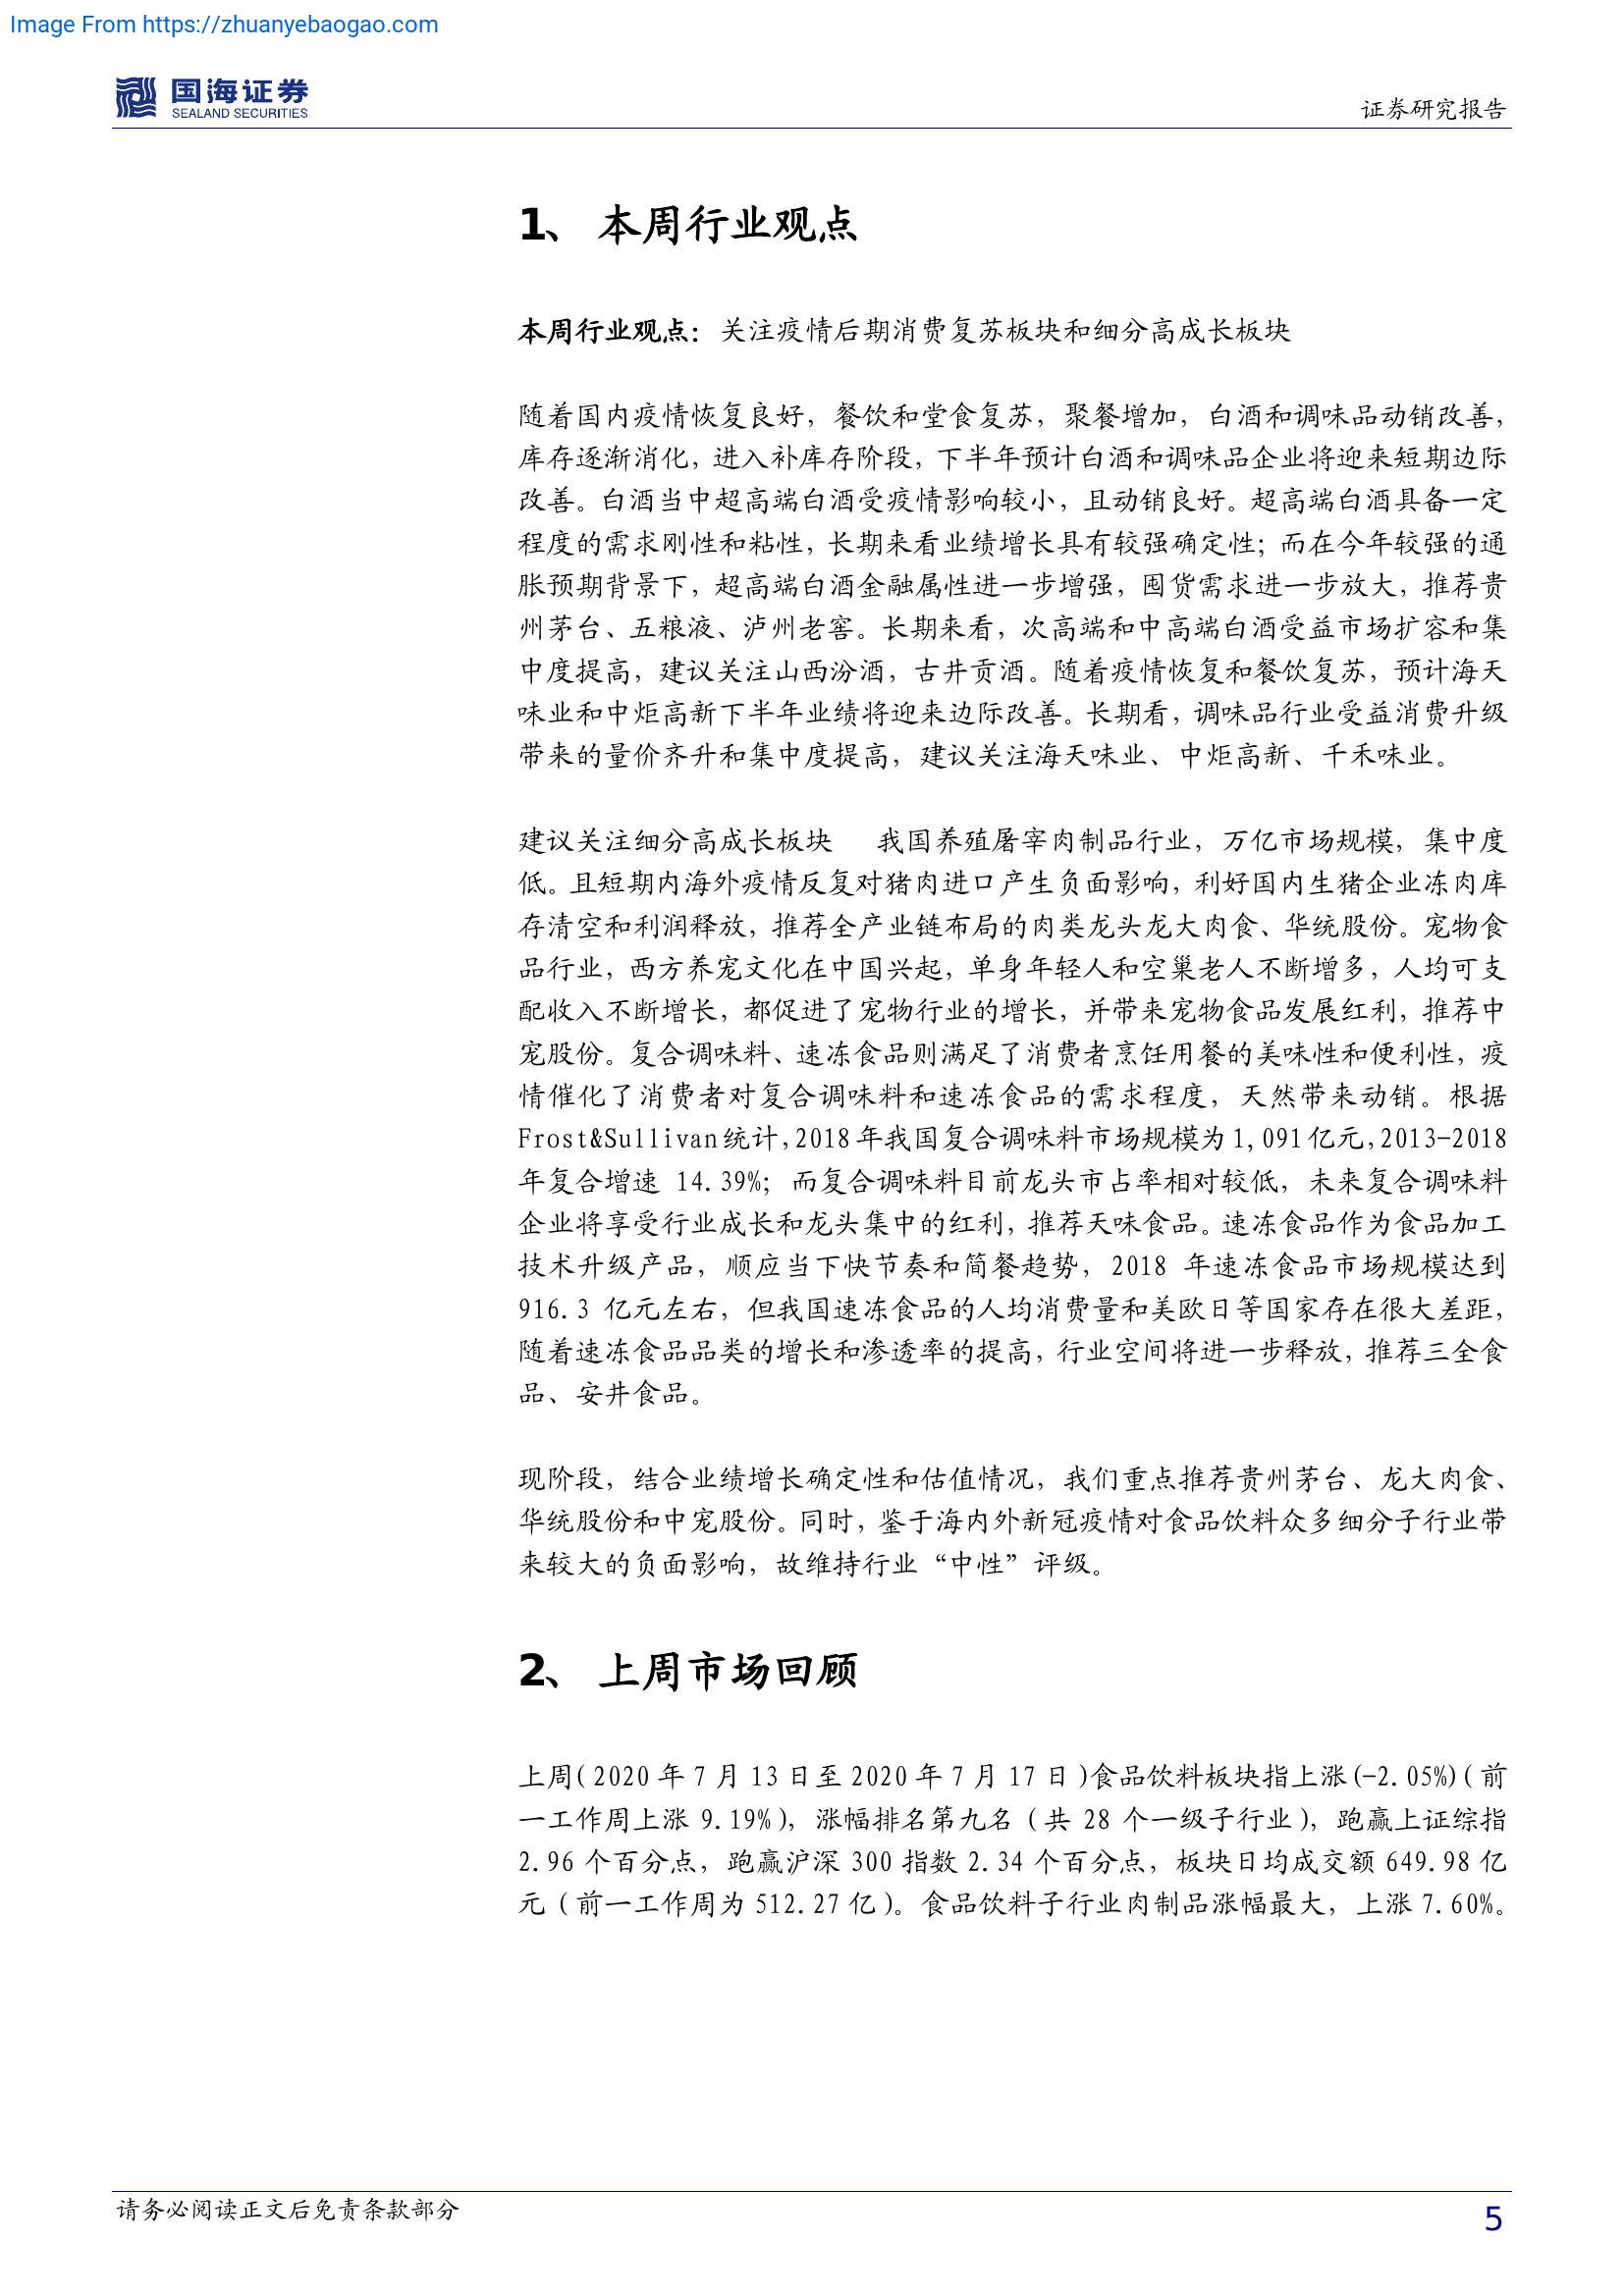 Image From https://zhuanyebaogao.com
国海证券
SEALAND SECURITIES
证券研究报告
1、 本周行业观点
本周行业观点：关注疫情后期消费复苏板块和细分高成长板块
随着国内疫情恢复良好，餐饮和堂食复苏，聚餐增加，白酒和调味品动销改善，
库存逐渐消化，进入补库存阶段，下半年预计白酒和调味品企业将迎来短期边际
改善。白酒当中超高端白酒受疫情影响较小，且动销良好。超高端白酒具备一定
程度的需求刚性和粘性，长期来看业绩增长具有较强确定性；而在今年较强的通
胀预期背景下，超高端白酒金融属性进一步增强，囤货需求进一步放大，推荐贵
州茅台、五粮液、泸州老窖。长期来看，次高端和中高端白酒受益市场扩容和集
中度提高，建议关注山西汾酒，古井贡酒。随着疫情恢复和餐饮复苏，预计海天
味业和中炬高新下半年业绩将迎来边际改善。长期看，调味品行业受益消费升级
带来的量价齐升和集中度提高，建议关注海天味业、中炬高新、千禾味业。
建议关注细分高成长板块 我国养殖屠宰肉制品行业，万亿市场规模，集中度
低。且短期内海外疫情反复对猪肉进口产生负面影响，利好国内生猪企业冻肉库
存清空和利润释放，推荐全产业链布局的肉类龙头龙大肉食、华统股份。宠物食
品行业，西方养宠文化在中国兴起，单身年轻人和空巢老人不断增多，人均可支
配收入不断增长，都促进了宠物行业的增长，并带来宠物食品发展红利，推荐中
宠股份。复合调味料、速冻食品则满足了消费者烹饪用餐的美味性和便利性，疫
情催化了消费者对复合调味料和速冻食品的需求程度，天然带来动销。根据
Frost&Sullivan统计，2018年我国复合调味料市场规模为1,091亿元，2013-2018
年复合增速 14.39%；而复合调味料目前龙头市占率相对较低，未来复合调味料
企业将享受行业成长和龙头集中的红利，推荐天味食品。速冻食品作为食品加工
技术升级产品，顺应当下快节奏和简餐趋势，2018 年速冻食品市场规模达到
916.3 亿元左右，但我国速冻食品的人均消费量和美欧日等国家存在很大差距，
随着速冻食品品类的增长和渗透率的提高，行业空间将进一步释放，推荐三全食
品、安井食品。
现阶段，结合业绩增长确定性和估值情况，我们重点推荐贵州茅台、龙大肉食、
华统股份和中宠股份。同时，鉴于海内外新冠疫情对食品饮料众多细分子行业带
来较大的负面影响，故维持行业“中性”评级。
2、 上周市场回顾
上周（2020 年 7 月 13 日至 2020 年 7 月 17 日）食品饮料板块指上涨(-2.05%)（前
一工作周上涨 9.19%），涨幅排名第九名（共 28 个一级子行业），跑赢上证综指
2.96 个百分点，跑赢沪深 300 指数 2.34 个百分点，板块日均成交额 649.98 亿
元（前一工作周为 512.27 亿）。食品饮料子行业肉制品涨幅最大，上涨 7.60%。
请务必阅读正文后免责条款部分
5